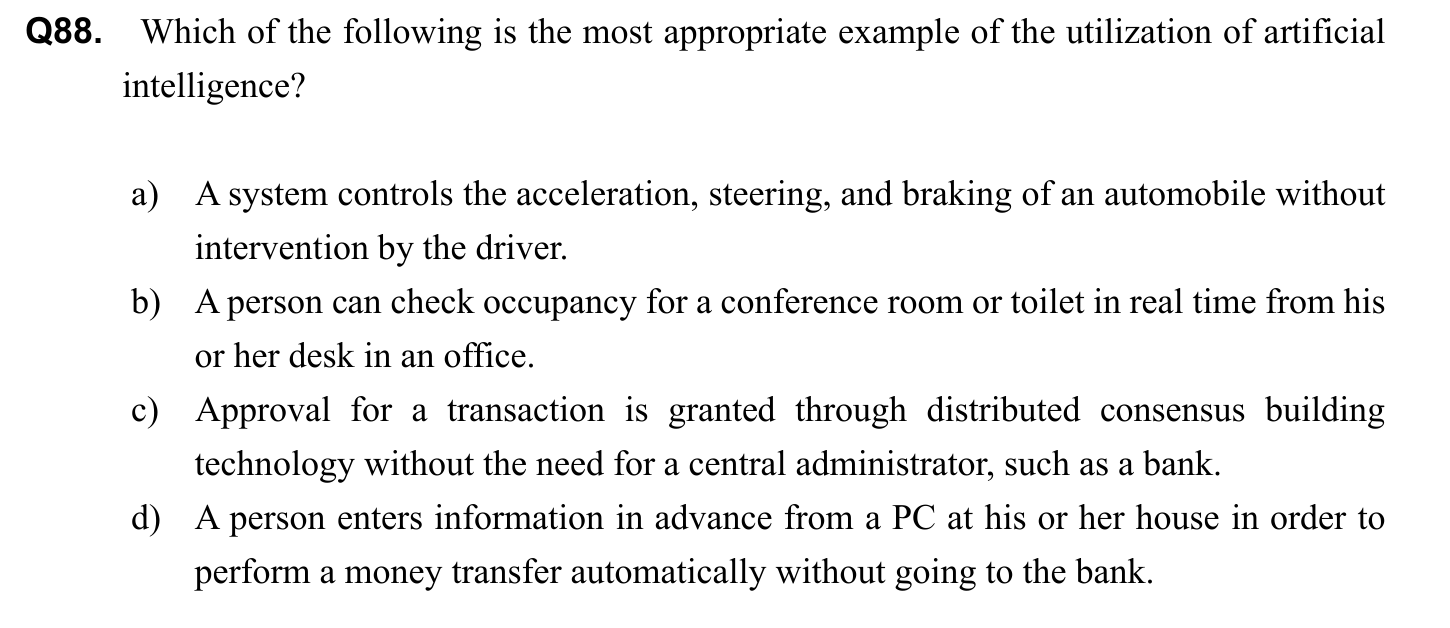 Q88. Which of the following is the most appropriate example of the utilization of artificial
intelligence?
a) A system controls the acceleration, steering, and braking of an automobile without
intervention by the driver.
b) A person can check occupancy for a conference room or toilet in real time from his
or her desk in an office.
c) Approval for a transaction is granted through distributed consensus building
technology without the need for a central administrator, such as a bank.
d) A person enters information in advance from a PC at his or her house in order to
perform a money transfer automatically without going to the bank.